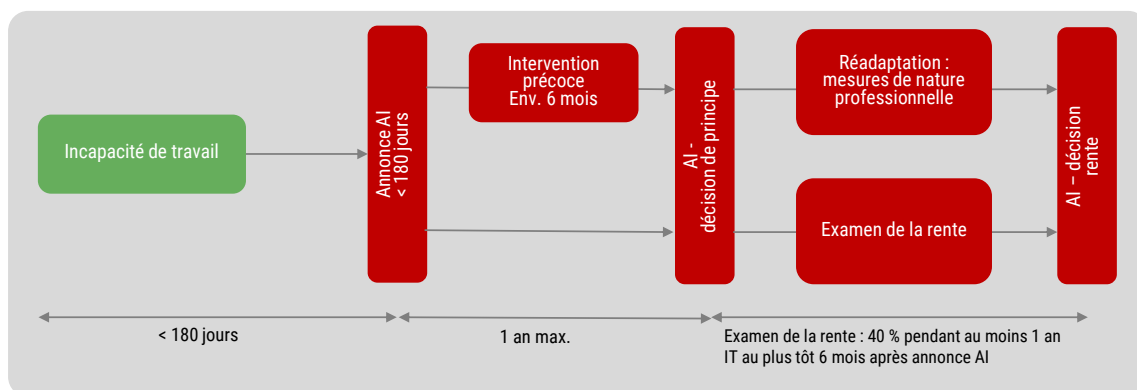 Incapacité de travail
Annonce AI
< 180 jours
Intervention
précoce
Env. 6 mois
AI -
décision de principe
Réadaptation :
mesures de nature
professionnelle
Examen de la rente
AI – décision
rente
< 180 jours
1 an max.
Examen de la rente : 40 % pendant au moins 1 an
IT au plus tôt 6 mois après annonce AI